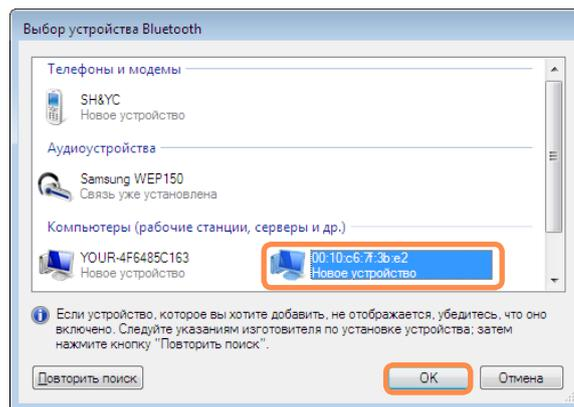 Выбор устройства Bluetooth
Телефоны и модемы
SH&YC
Новое устройство
Аудиоустройства
Samsung WEP150
Связь уже установлена
Компьютеры (рабочие станции, серверы и др.)
YOUR-4F6485C163
Новое устройство
00:10:c6:7f:3b:e2
Новое устройство
Если устройство, которое вы хотите добавить, не отображается, убедитесь, что оно
включено. Следуйте указаниям изготовителя по установке устройства; затем
нажмите кнопку "Повторить поиск".
Повторить поиск
OK
Отмена